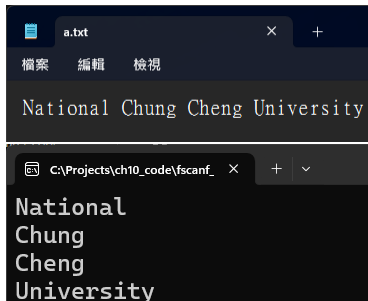 a.txt
檔案 編輯 檢視
National Chung Cheng University
C:\Projects\ch10_code\fscanf_
National
Chung
Cheng
University